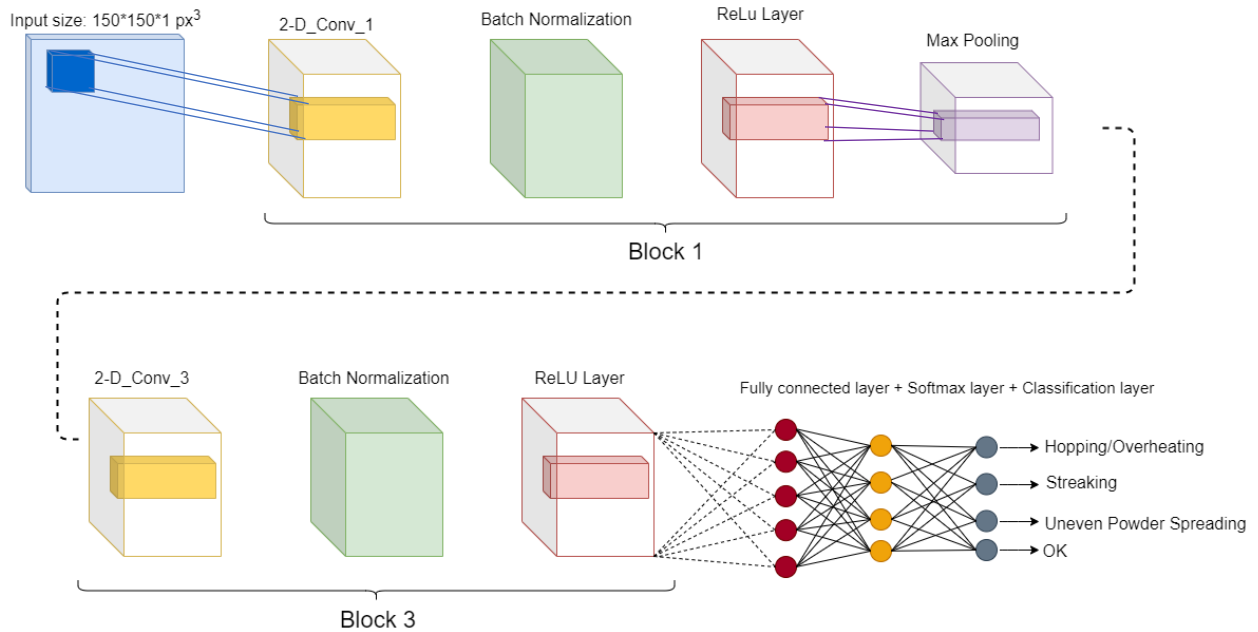 Input size: 150*150*1 px³
2-D_Conv_1
Batch Normalization
ReLu Layer
Max Pooling
Block 1
2-D_Conv_3
Batch Normalization
ReLU Layer
Fully connected layer + Softmax layer + Classification layer
Hopping/Overheating
Streaking
Uneven Powder Spreading
OK
Block 3